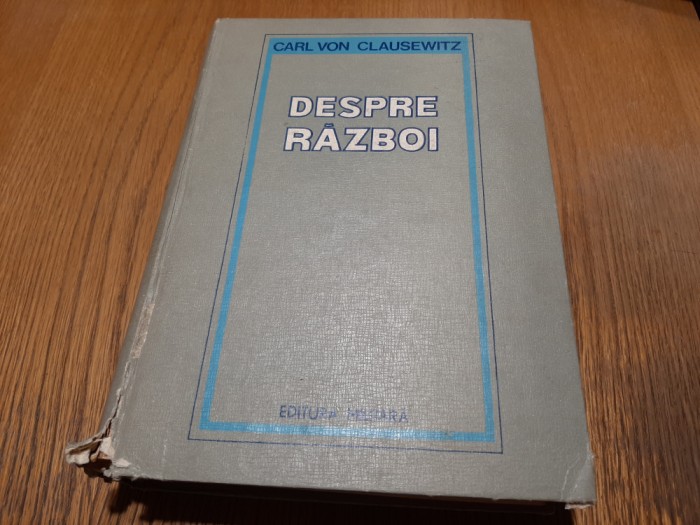 CARL VON CLAUSEWITZ
DESPRE
RĂZBOI
EDITURA MILITARĂ